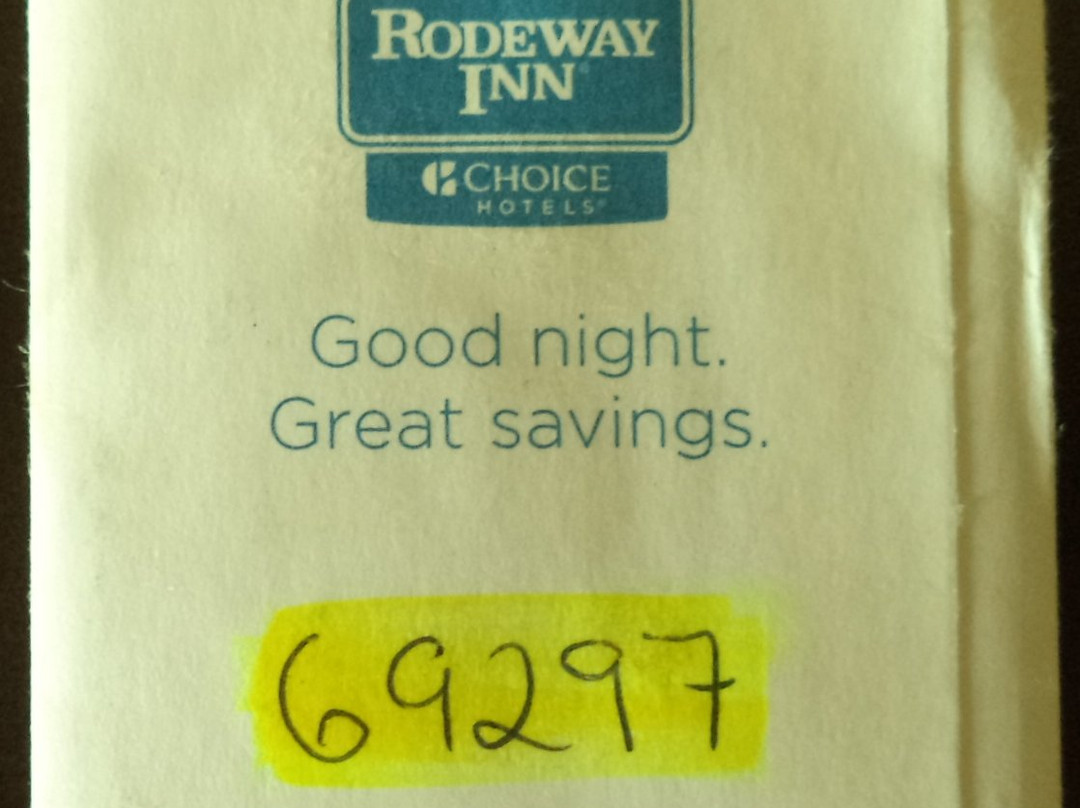 RODEWAY
INN
CHOICE
HOTELS®
Good night.
Great savings.
69297